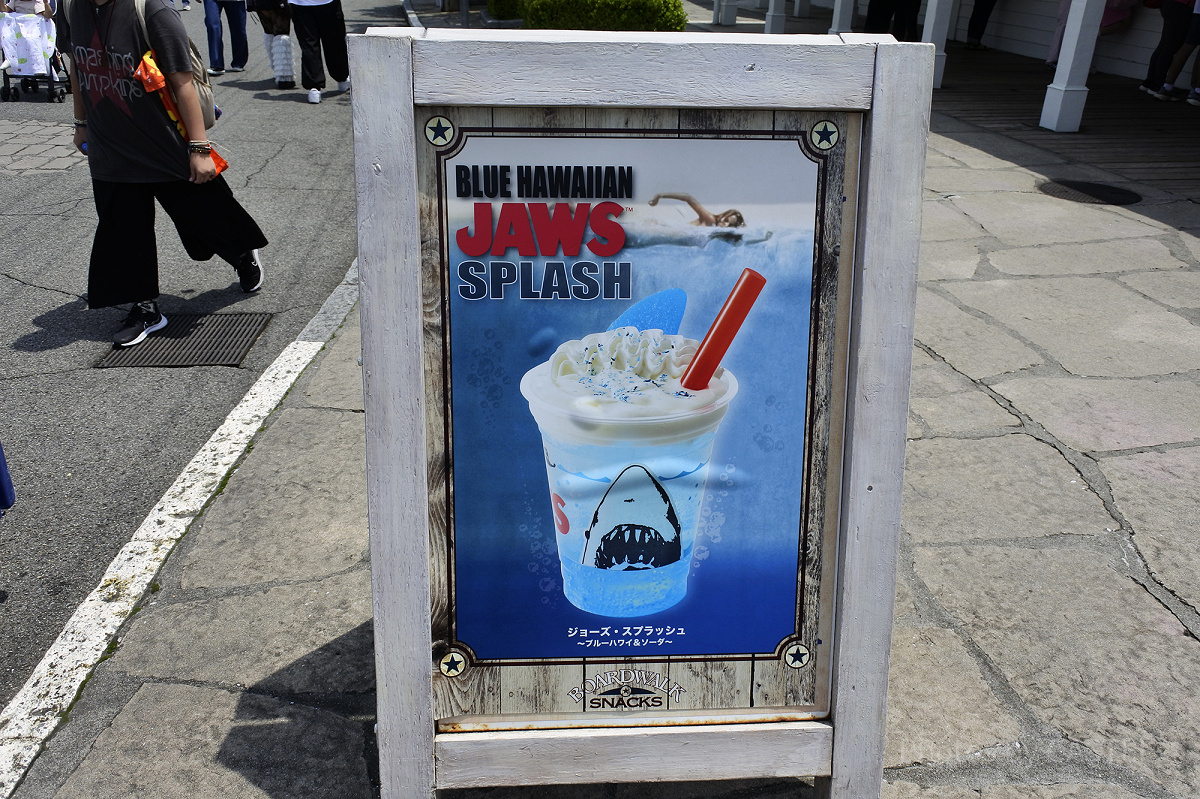 BLUE HAWAIIAN
JAWS™
SPLASH
S
ジョーズ・スプラッシュ
～ブルーハワイ&ソーダ～
BOARDWALK
SNACKS